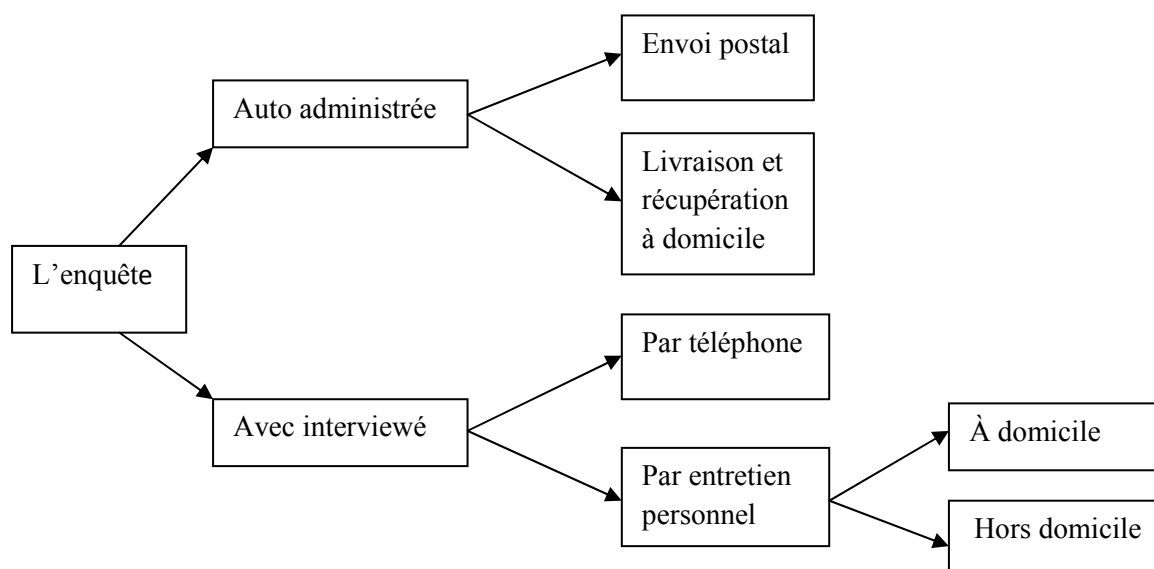 Envoi postal
Auto administrée
Livraison et
récupération
à domicile
L’enquête
Par téléphone
Avec interviewé
À domicile
Par entretien
personnel
Hors domicile